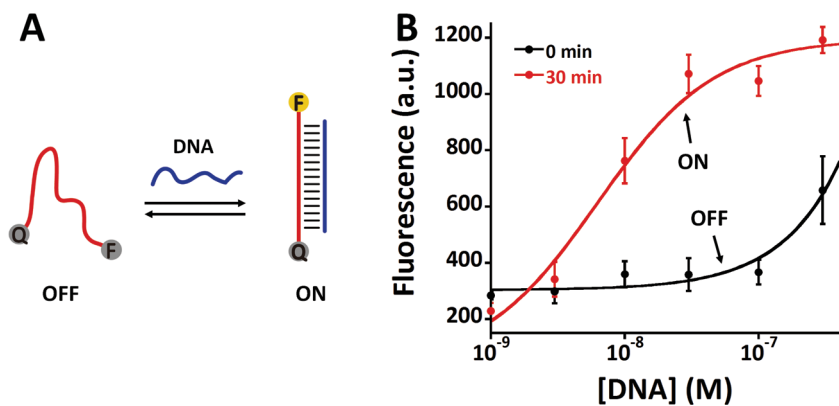 A
DNA
Q
F
OFF
F
Q
ON
B
0 min
30 min
Fluorescence (a.u.)
1200
1000
800
600
400
200
ON
OFF
10⁻⁹
10⁻⁸
10⁻⁷
[DNA] (M)